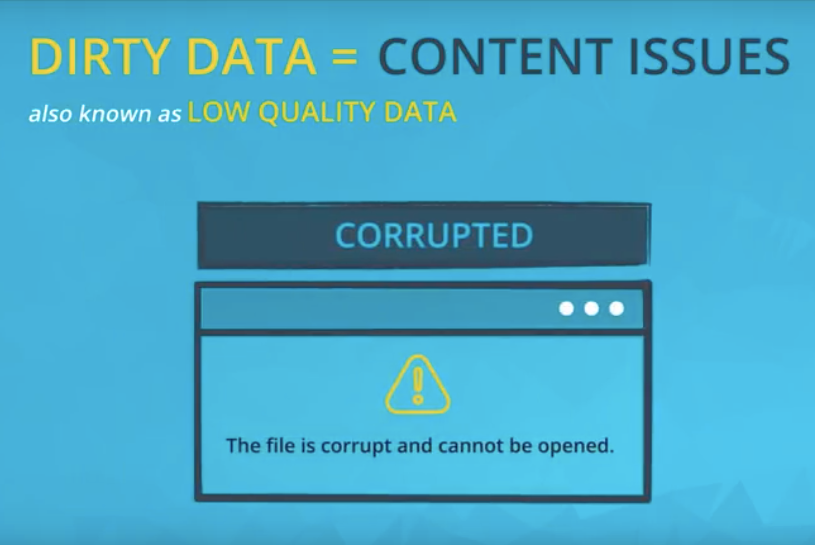 DIRTY DATA = CONTENT ISSUES
also known as LOW QUALITY DATA
CORRUPTED
The file is corrupt and cannot be opened.